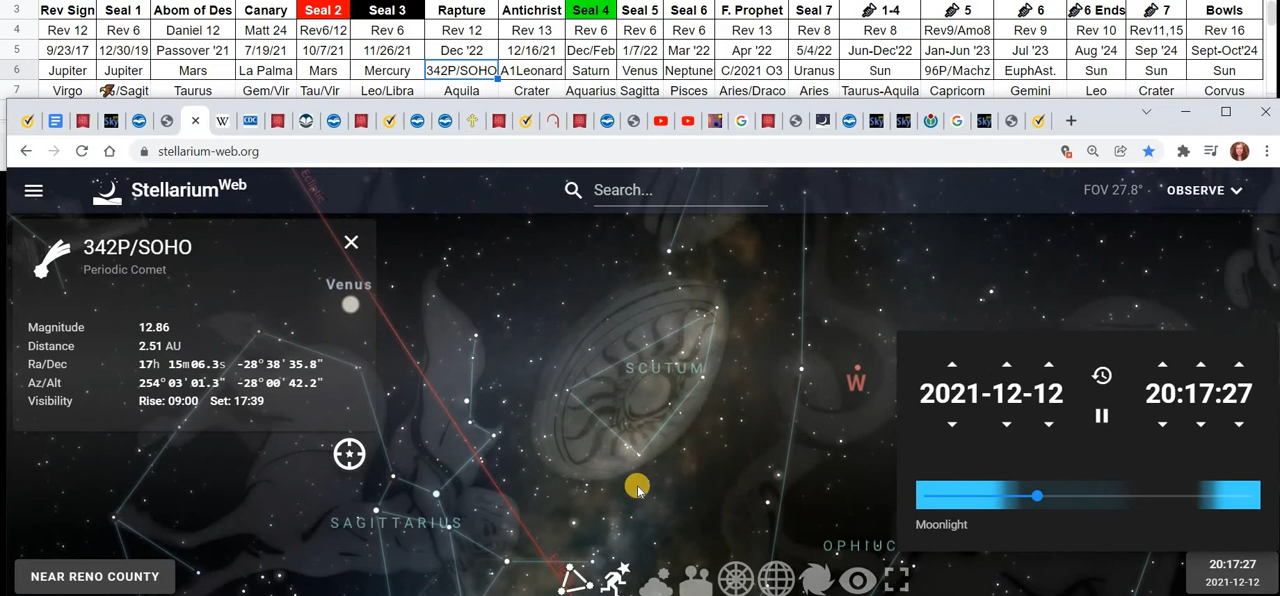 3 Rev Sign Seal 1 Abom of Des Canary Seal 2 Seal 3 Rapture Antichrist Seal 4 Seal 5 Seal 6 F. Prophet Seal 7 1-4 5 6 6 Ends 7 Bowls
4 Rev 12 Rev 6 Daniel 12 Matt 24 Rev6/12 Rev 6 Rev 12 Rev 13 Rev 6 Rev 6 Rev 6 Rev 13 Rev 8 Rev 8 Rev9/Amo8 Rev 9 Rev 10 Rev11,15 Rev 16
5 9/23/17 12/30/19 Passover '21 7/19/21 10/7/21 11/26/21 Dec '22 12/16/21 Dec/Feb 1/7/22 Mar '22 Apr '22 5/4/22 Jun-Dec'22 Jan-Jun '23 Jul '23 Aug '24 Sep '24 Sept-Oct'24
6 Jupiter Jupiter Mars La Palma Mars Mercury 342P/SOHO A1Leonard Saturn Venus Neptune C/2021 O3 Uranus Sun 96P/Machz EuphAst. Sun Sun Sun
7 Virgo /Sagit Taurus Gem/Vir Tau/Vir Leo/Libra Aquila Crater Aquarius Sagitta Pisces Aries/Draco Aries Taurus-Aquila Capricorn Gemini Leo Crater Corvus
stellarium-web.org
Stellarium Web
Search...
FOV 27.8°
OBSERVE
Ecliptic
342P/SOHO
Periodic Comet
Venus
Magnitude 12.86
Distance 2.51 AU
Ra/Dec 17h 15m06.3s -28°38'35.8"
Az/Alt 254°03'01.3" -28°00'42.2"
Visibility Rise: 09:00 Set: 17:39
SCUTUM
W
2021-12-12 20:17:27
SAGITTARIUS
Moonlight
OPHIUC
NEAR RENO COUNTY
20:17:27
2021-12-12